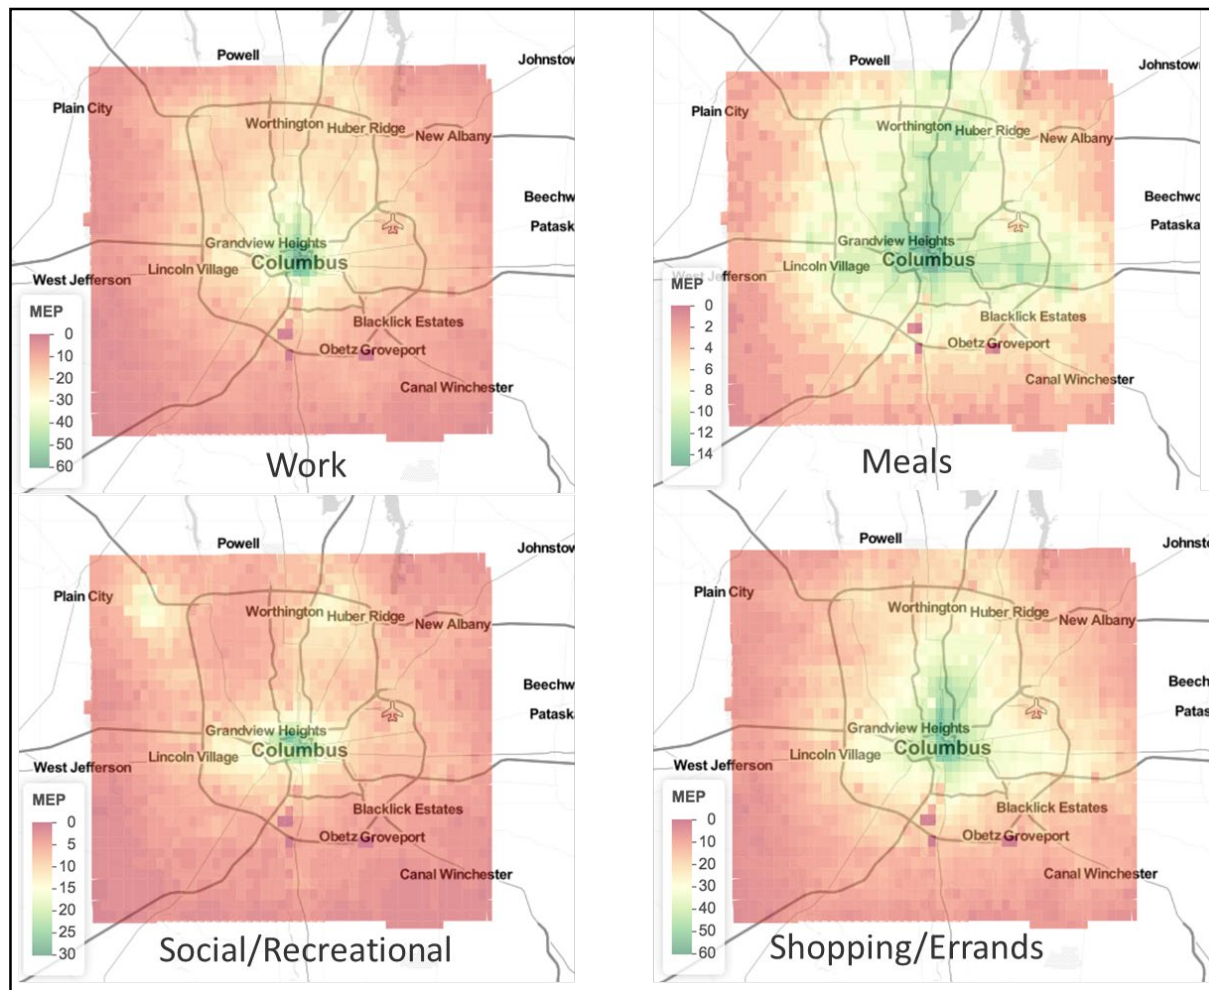 Powell
Johnstow
Plain City
Worthington
Huber Ridge
New Albany
Beechw
Patask
Grandview Heights
Columbus
Lincoln Village
West Jefferson
Blacklick Estates
Obetz
Groveport
Canal Winchester
MEP
0
10
20
30
40
50
60
Work
Powell
Johnstow
Plain City
Worthington
Huber Ridge
New Albany
Beechwo
Pataska
Grandview Heights
Columbus
Lincoln Village
West Jefferson
Blacklick Estates
Obetz
Groveport
Canal Winchester
MEP
0
2
4
6
8
10
12
14
Meals
Powell
Johnstow
Plain City
Worthington
Huber Ridge
New Albany
Beechw
Patask
Grandview Heights
Columbus
Lincoln Village
West Jefferson
Blacklick Estates
Obetz
Groveport
Canal Winchester
MEP
0
5
10
15
20
25
30
Social/Recreational
Powell
Johnst
Plain City
Worthington
Huber Ridge
New Albany
Beech
Patas
Grandview Heights
Columbus
Lincoln Village
West Jefferson
Blacklick Estates
Obetz
Groveport
Canal Winchester
MEP
0
10
20
30
40
50
60
Shopping/Errands